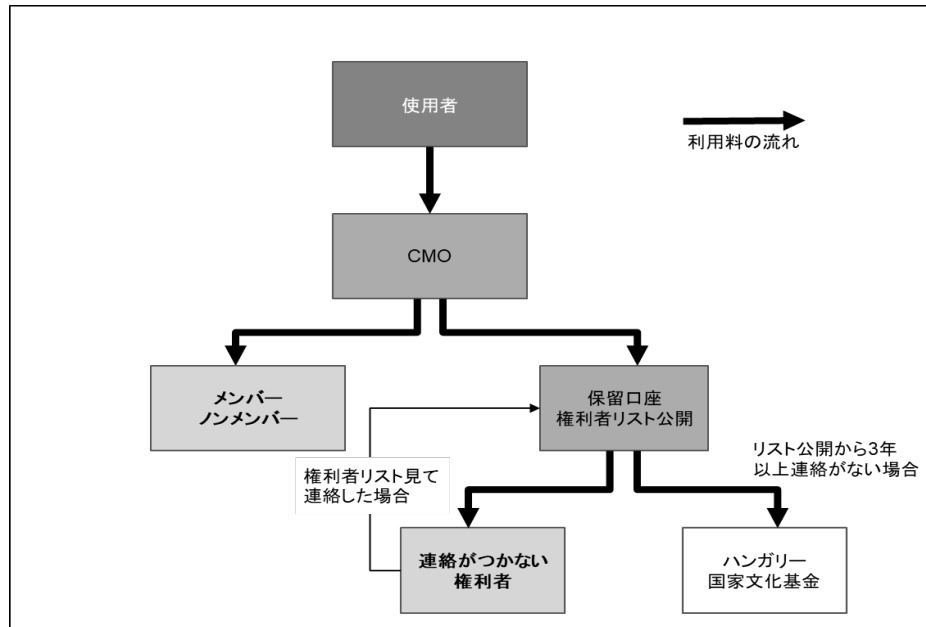 使用者
利用料の流れ
CMO
メンバー
ノンメンバー
保留口座
権利者リスト公開
リスト公開から3年
以上連絡がない場合
権利者リスト見て
連絡した場合
連絡がつかない
権利者
ハンガリー
国家文化基金